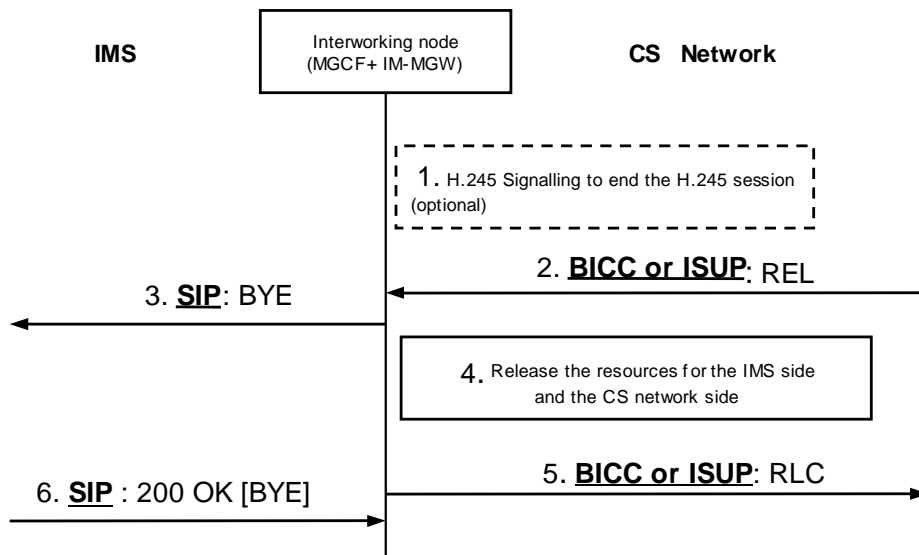 IMS
Interworking node
(MGCF+ IM-MGW)
CS Network
1. H.245 Signalling to end the H.245 session
(optional)
2. BICC or ISUP: REL
3. SIP: BYE
4. Release the resources for the IMS side
and the CS network side
5. BICC or ISUP: RLC
6. SIP : 200 OK [BYE]